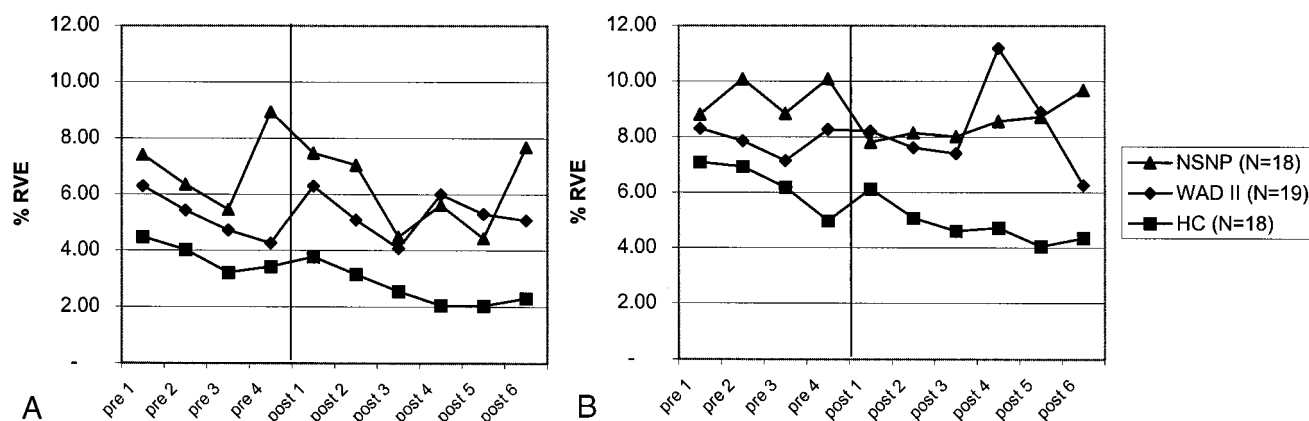 12.00
10.00
8.00
6.00
4.00
2.00
-
% RVE
pre 1
pre 2
pre 3
pre 4
post 1
post 2
post 3
post 4
post 5
post 6
A
12.00
10.00
8.00
6.00
4.00
2.00
-
% RVE
pre 1
pre 2
pre 3
pre 4
post 1
post 2
post 3
post 4
post 5
post 6
B
NSNP (N=18)
WAD II (N=19)
HC (N=18)